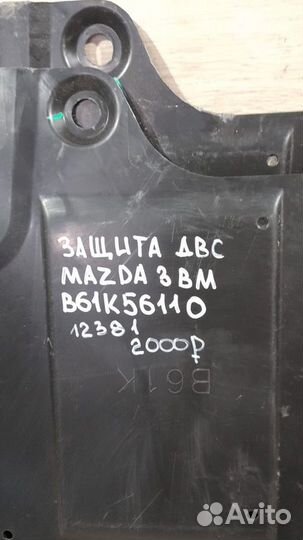 ЗАЩИТА ДВС
MAZDA 3 BM
B61K56110
12381
2000₽
B61K
Avito